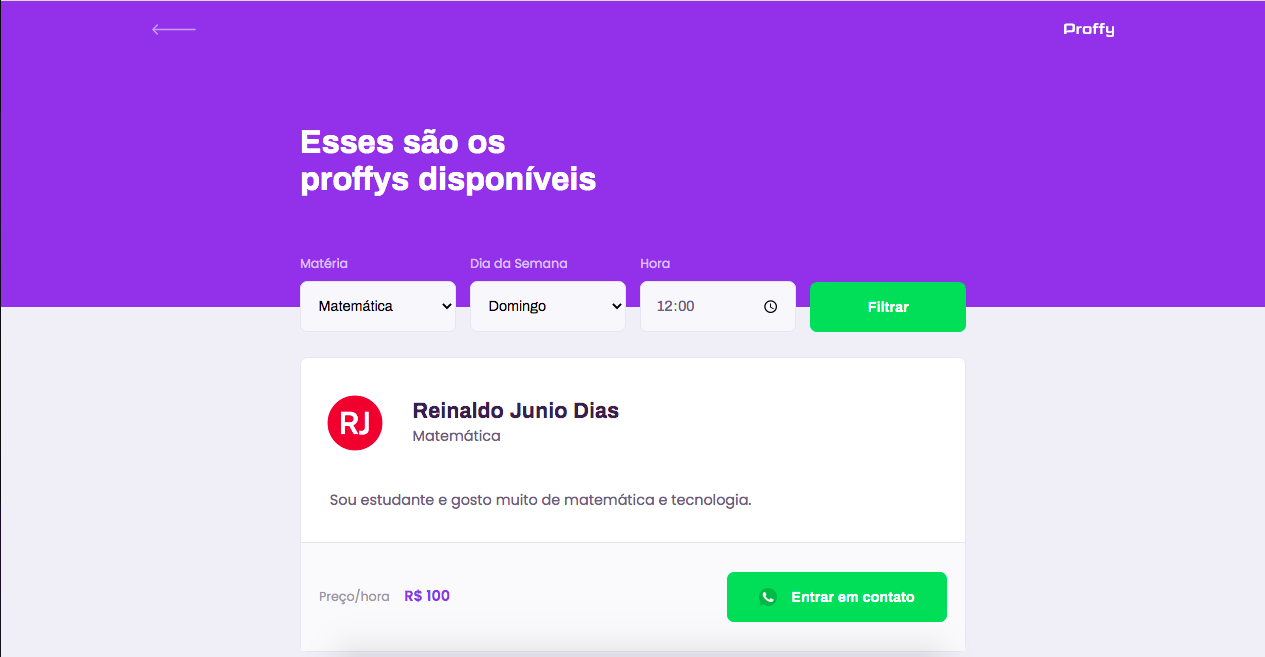 Proffy
Esses são os
proffys disponíveis
Matéria
Dia da Semana
Hora
Matemática
Domingo
12:00
Filtrar
RJ
Reinaldo Junio Dias
Matemática
Sou estudante e gosto muito de matemática e tecnologia.
Preço/hora R$ 100
Entrar em contato